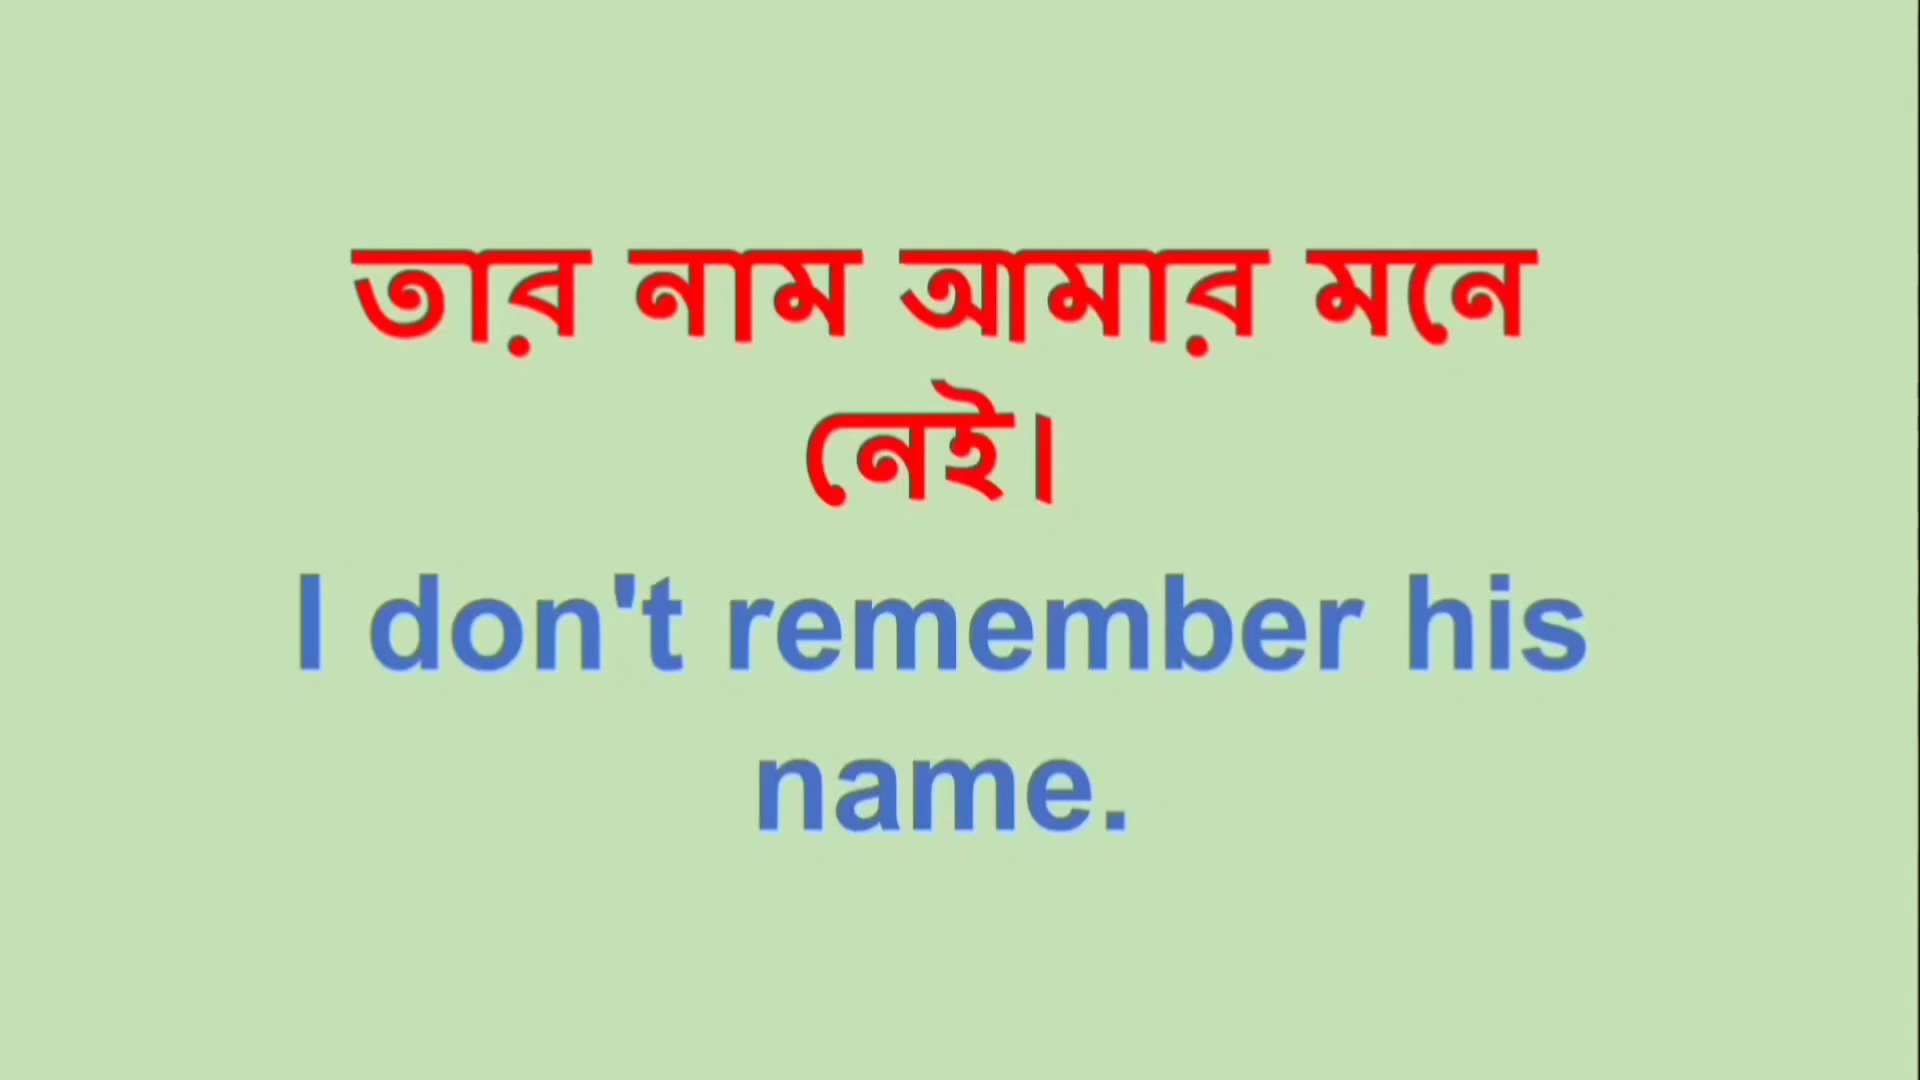 তার নাম আমার মনে
নেই।
I don't remember his
name.